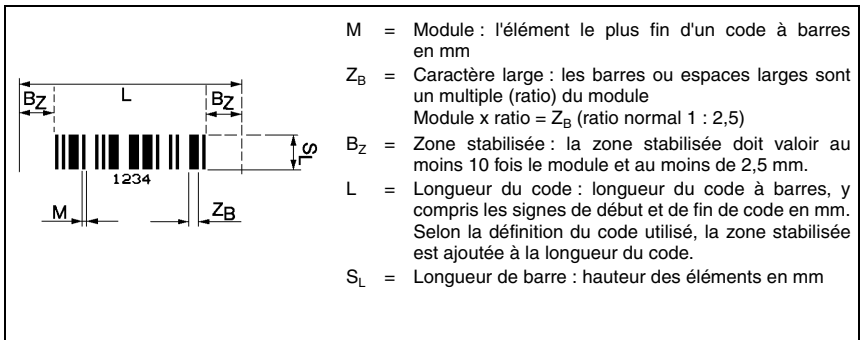 L
BZ
BZ
SL
1234
M
ZB
M = Module : l'élément le plus fin d'un code à barres
en mm
ZB = Caractère large : les barres ou espaces larges sont
un multiple (ratio) du module
Module x ratio = ZB (ratio normal 1 : 2,5)
BZ = Zone stabilisée : la zone stabilisée doit valoir au
moins 10 fois le module et au moins de 2,5 mm.
L = Longueur du code : longueur du code à barres, y
compris les signes de début et de fin de code en mm.
Selon la définition du code utilisé, la zone stabilisée
est ajoutée à la longueur du code.
SL = Longueur de barre : hauteur des éléments en mm